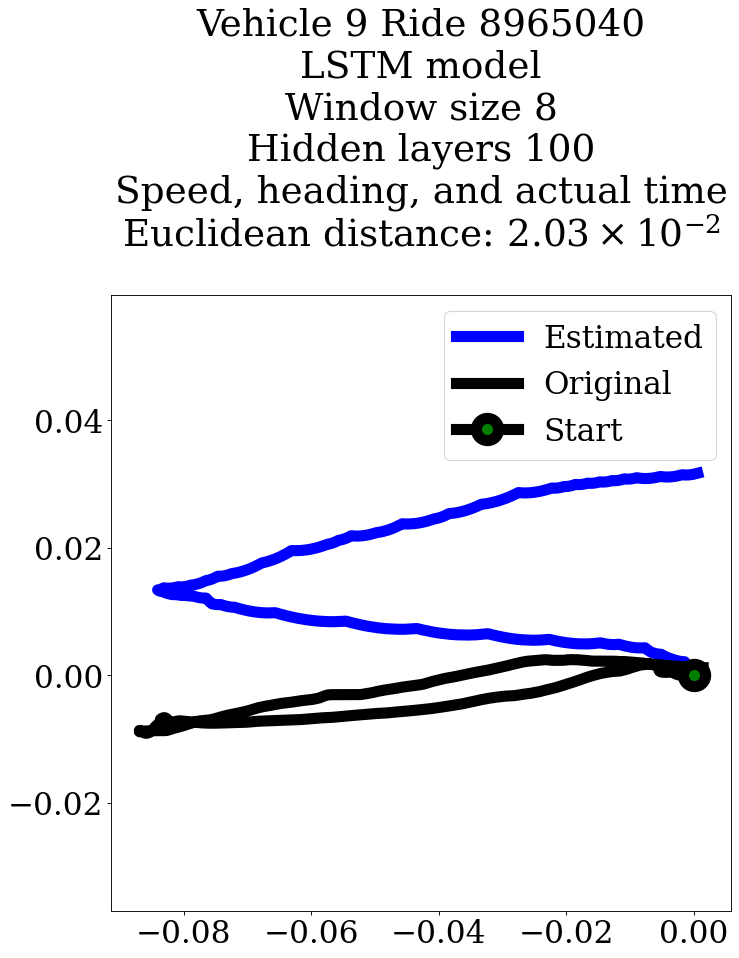 Vehicle 9 Ride 8965040
LSTM model
Window size 8
Hidden layers 100
Speed, heading, and actual time
Euclidean distance: 2.03 × 10⁻²
Estimated
Original
Start
0.04
0.02
0.00
−0.02
−0.08
−0.06
−0.04
−0.02
0.00